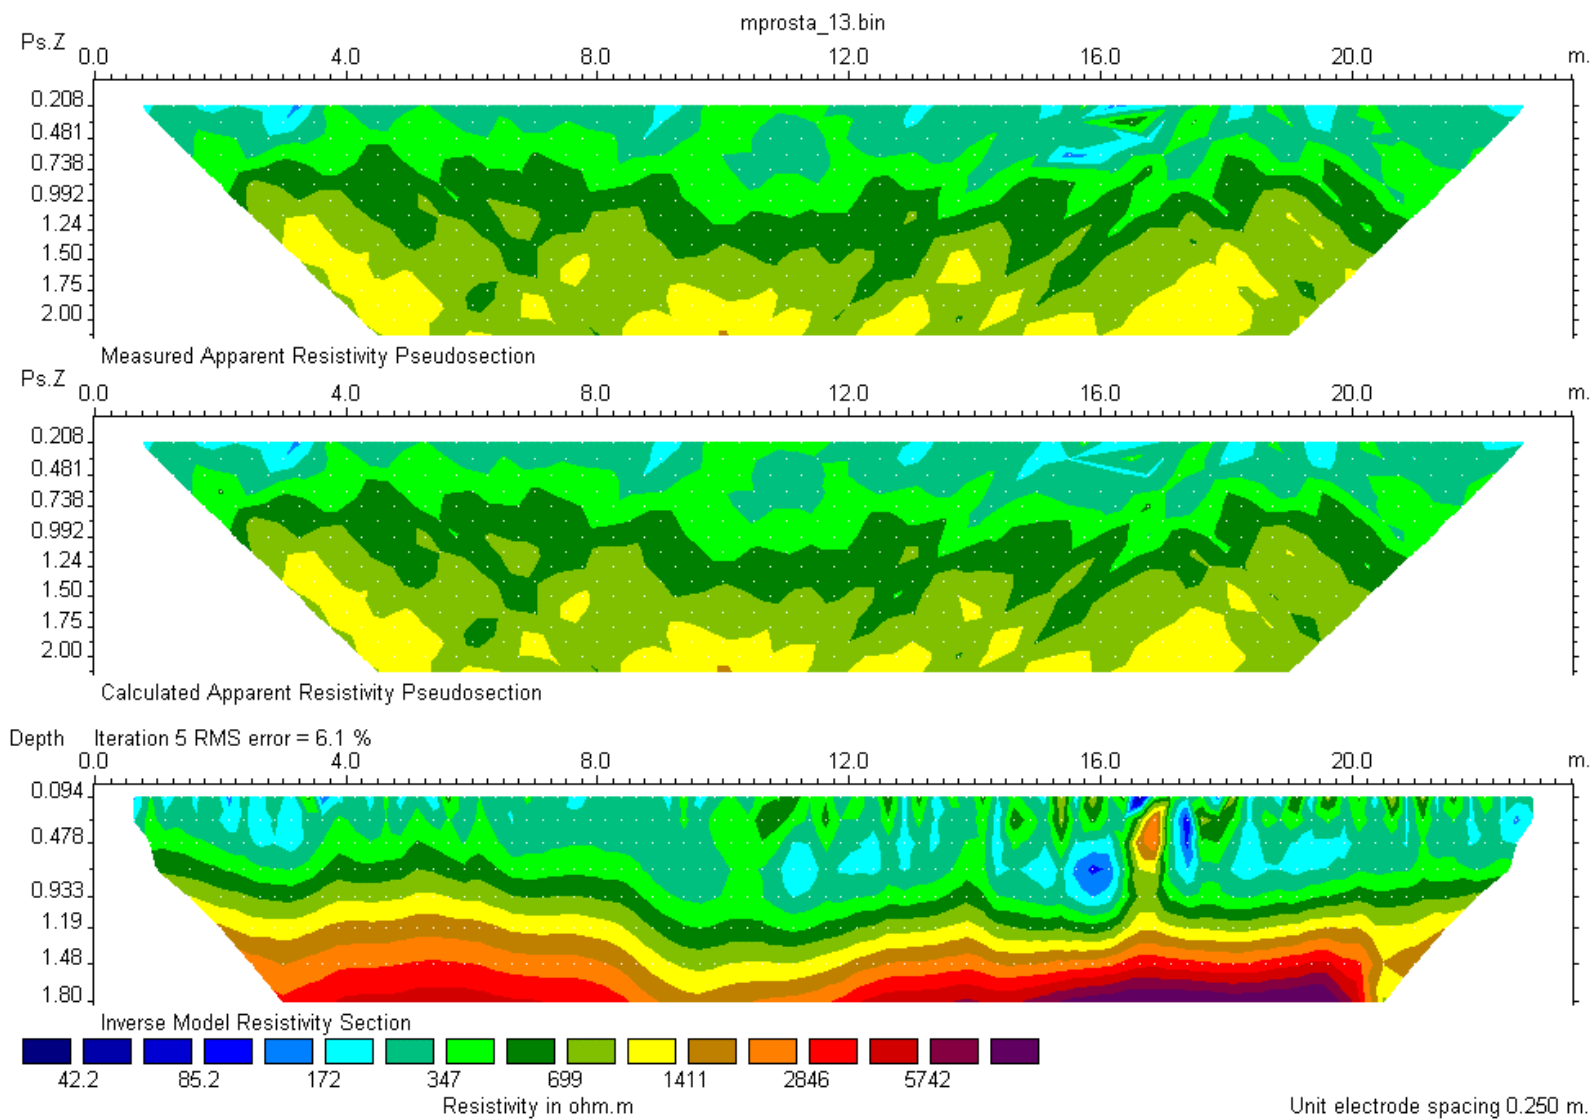 mprosta_13.bin
Ps.Z 0.0 4.0 8.0 12.0 16.0 20.0 m.
0.208
0.481
0.738
0.992
1.24
1.50
1.75
2.00
Measured Apparent Resistivity Pseudosection
Ps.Z 0.0 4.0 8.0 12.0 16.0 20.0 m.
0.208
0.481
0.738
0.992
1.24
1.50
1.75
2.00
Calculated Apparent Resistivity Pseudosection
Depth Iteration 5 RMS error = 6.1 %
0.0 4.0 8.0 12.0 16.0 20.0 m.
0.094
0.478
0.933
1.19
1.48
1.80
Inverse Model Resistivity Section
42.2 85.2 172 347 699 1411 2846 5742
Resistivity in ohm.m
Unit electrode spacing 0.250 m.